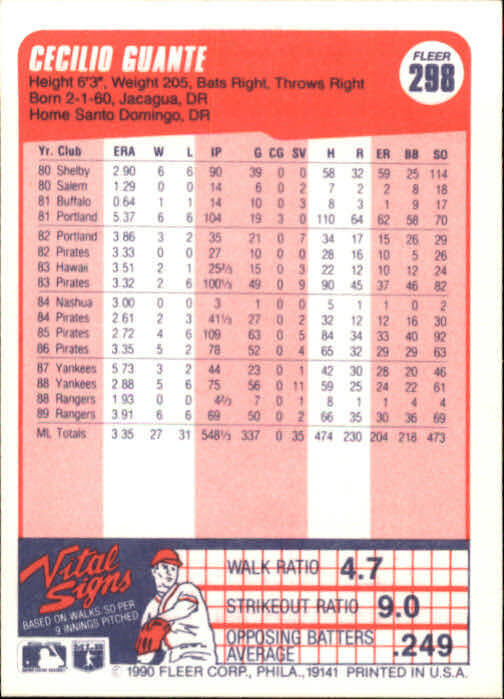 CECILIO GUANTE
FLEER
298
Height 6'3", Weight 205, Bats Right, Throws Right
Born 2-1-60, Jacagua, DR
Home Santo Domingo, DR
Yr. Club ERA W L IP G CG SV H R ER BB SO
80 Shelby 2.90 6 6 90 39 0 0 58 32 59 25 114
80 Salem 1.29 0 0 14 6 0 2 7 2 2 8 18
81 Buffalo 0.64 1 1 14 10 0 3 8 3 1 9 17
81 Portland 5.37 6 6 104 19 3 0 110 64 62 58 70
82 Portland 3.86 3 2 35 21 0 7 34 17 15 26 29
82 Pirates 3.33 0 0 27 10 0 0 28 16 10 5 26
83 Hawaii 3.51 2 1 25⅔ 15 0 3 22 12 10 12 24
83 Pirates 3.32 2 6 100⅓ 49 0 9 90 45 37 46 82
84 Nashua 3.00 0 0 3 1 0 0 5 1 1 0 2
84 Pirates 2.61 2 3 41⅓ 27 0 2 32 12 12 16 30
85 Pirates 2.72 4 6 109 63 0 5 84 34 33 40 92
86 Pirates 3.35 5 2 78 52 0 4 65 32 29 29 63
87 Yankees 5.73 3 2 44 23 0 1 42 30 28 20 46
88 Yankees 2.88 5 6 75 56 0 11 59 25 24 22 61
88 Rangers 1.93 0 0 4⅔ 7 0 1 8 1 1 4 4
89 Rangers 3.91 6 6 69 50 0 2 66 35 30 36 69
ML Totals 3.35 27 31 548⅓ 337 0 35 474 230 204 218 473
Vital
Signs
BASED ON WALKS/SO PER
9 INNINGS PITCHED
WALK RATIO 4.7
STRIKEOUT RATIO 9.0
OPPOSING BATTERS
AVERAGE .249
© 1990 FLEER CORP., PHILA., 19141 PRINTED IN U.S.A.